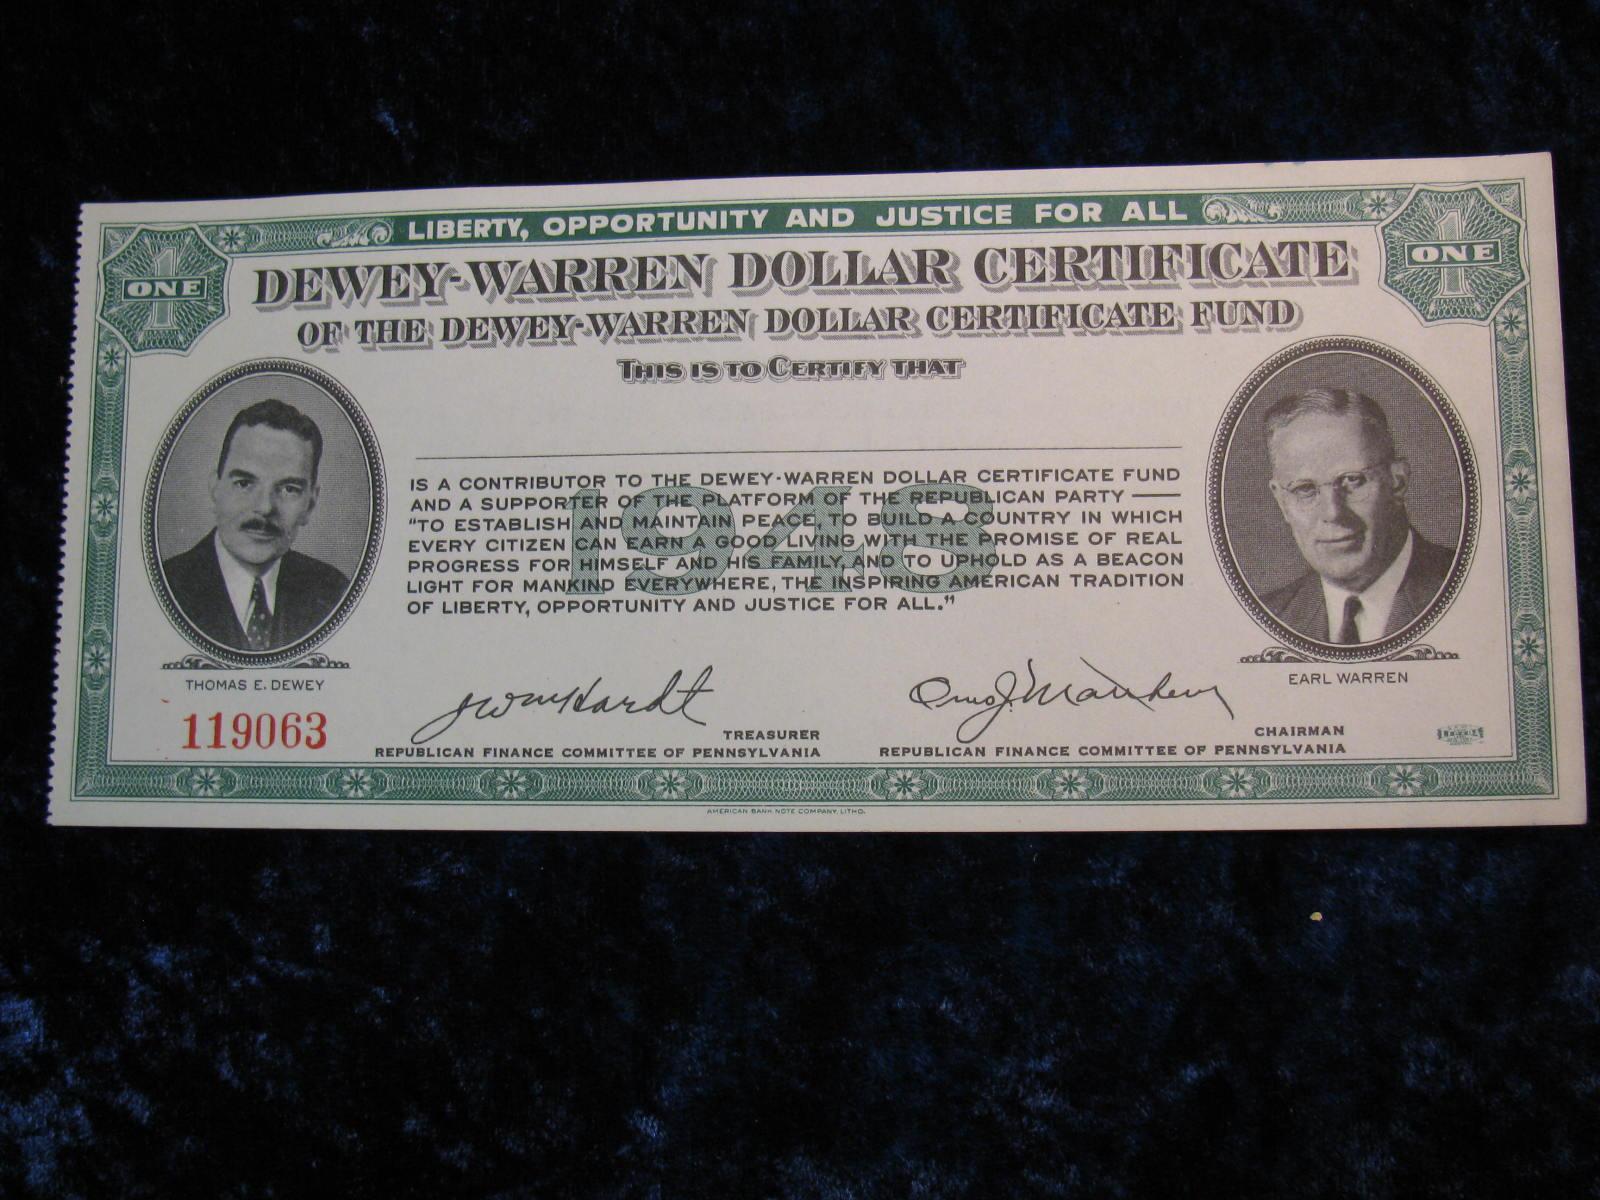 LIBERTY, OPPORTUNITY AND JUSTICE FOR ALL
1 ONE
1 ONE
DEWEY-WARREN DOLLAR CERTIFICATE
OF THE DEWEY-WARREN DOLLAR CERTIFICATE FUND
THIS IS TO CERTIFY THAT
1948
IS A CONTRIBUTOR TO THE DEWEY-WARREN DOLLAR CERTIFICATE FUND
AND A SUPPORTER OF THE PLATFORM OF THE REPUBLICAN PARTY —
"TO ESTABLISH AND MAINTAIN PEACE, TO BUILD A COUNTRY IN WHICH
EVERY CITIZEN CAN EARN A GOOD LIVING WITH THE PROMISE OF REAL
PROGRESS FOR HIMSELF AND HIS FAMILY, AND TO UPHOLD AS A BEACON
LIGHT FOR MANKIND EVERYWHERE, THE INSPIRING AMERICAN TRADITION
OF LIBERTY, OPPORTUNITY AND JUSTICE FOR ALL."
THOMAS E. DEWEY
119063
EARL WARREN
TREASURER
REPUBLICAN FINANCE COMMITTEE OF PENNSYLVANIA
CHAIRMAN
REPUBLICAN FINANCE COMMITTEE OF PENNSYLVANIA
AMERICAN BANK NOTE COMPANY, LITHO.